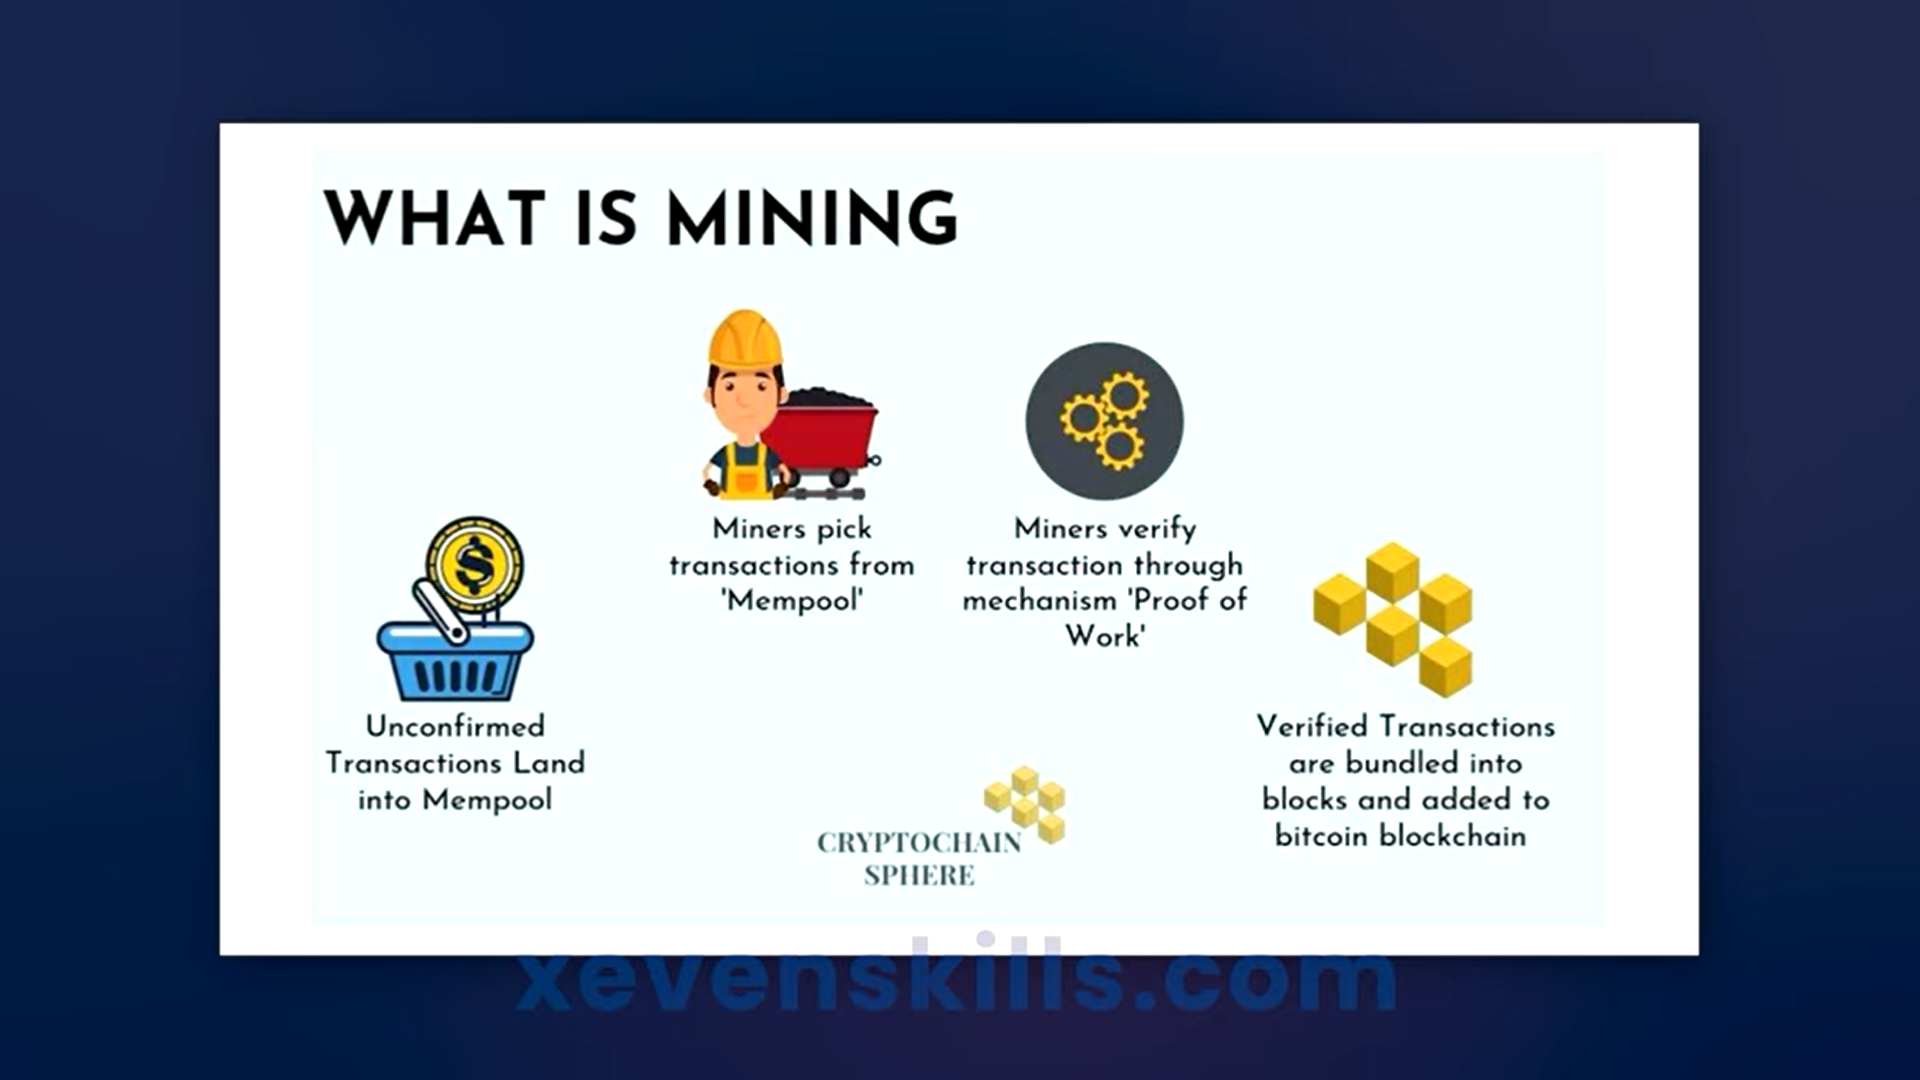 WHAT IS MINING
Miners pick
transactions from
'Mempool'
Miners verify
transaction through
mechanism 'Proof of
Work'
Unconfirmed
Transactions Land
into Mempool
Verified Transactions
are bundled into
blocks and added to
bitcoin blockchain
CRYPTOCHAIN
SPHERE
xevenskills.com